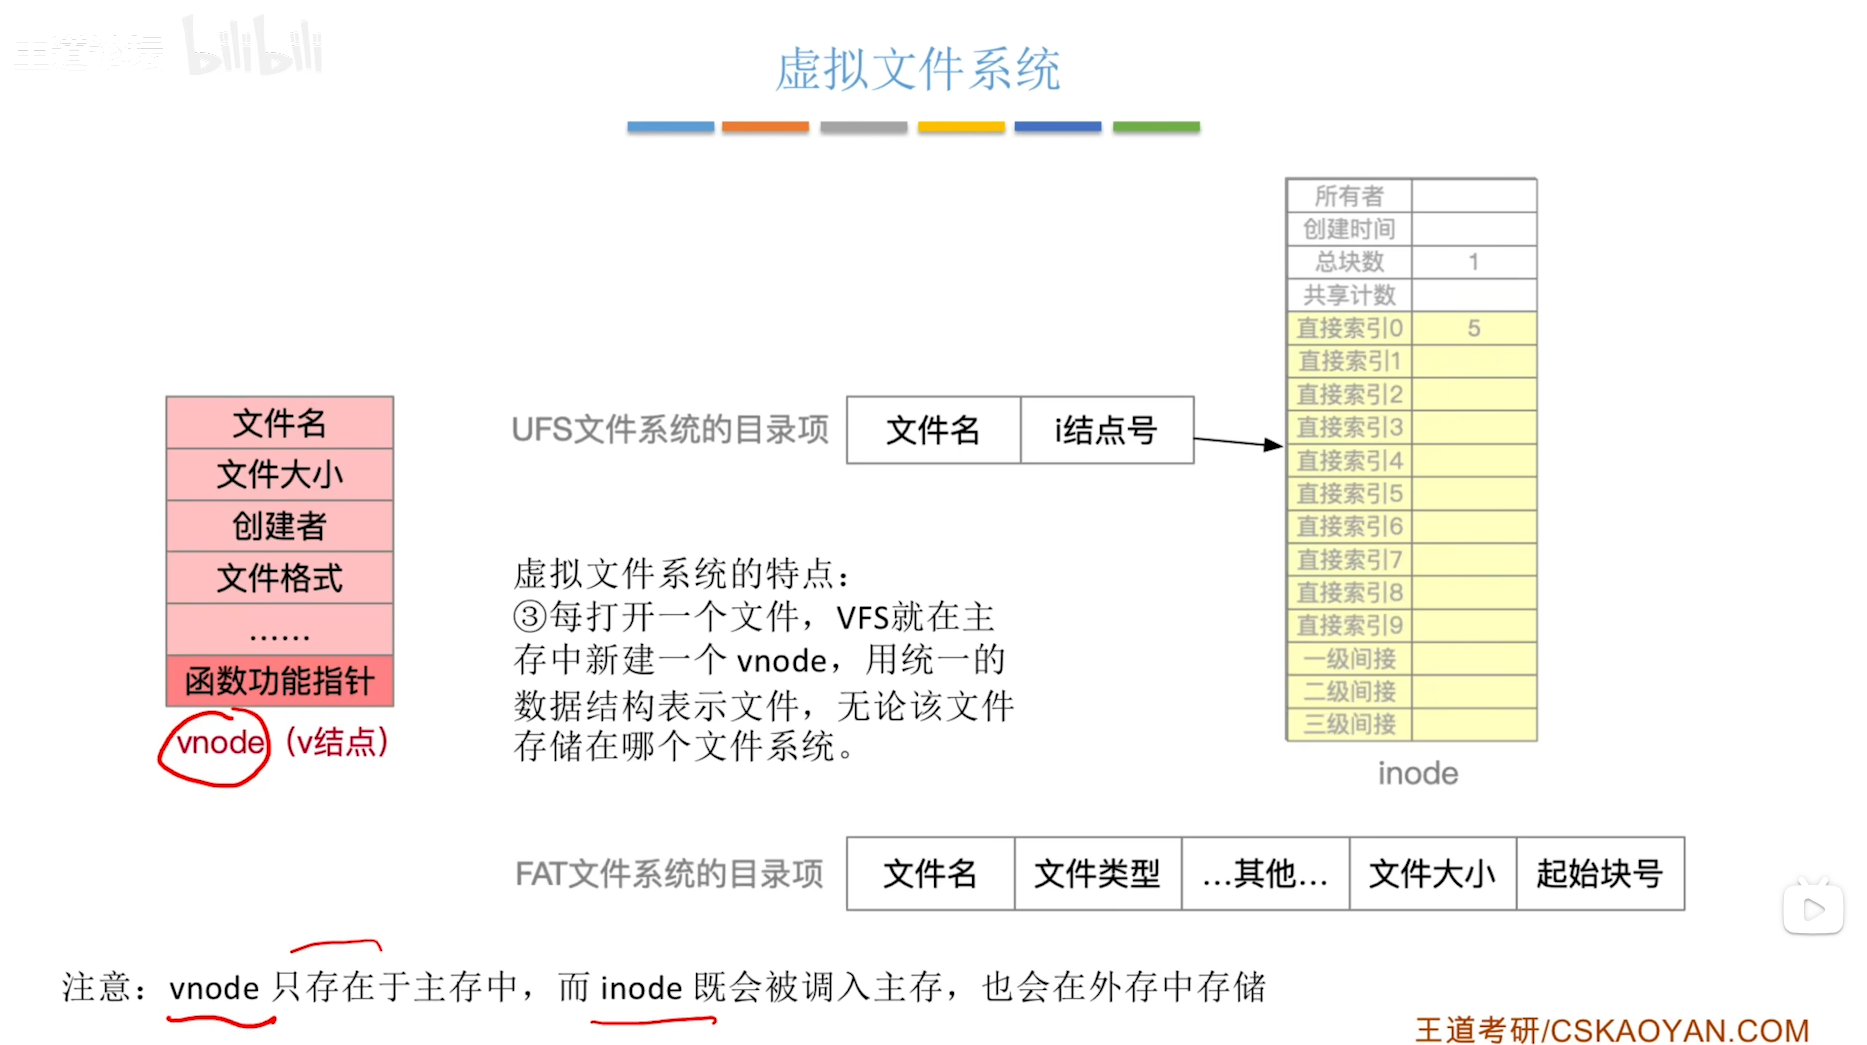 王道论坛 bilibili
虚拟文件系统
所有者
创建时间
总块数 1
共享计数
直接索引0 5
直接索引1
直接索引2
直接索引3
直接索引4
直接索引5
直接索引6
直接索引7
直接索引8
直接索引9
一级间接
二级间接
三级间接
inode
文件名
文件大小
创建者
文件格式
……
函数功能指针
vnode（v结点）
UFS文件系统的目录项 文件名 i结点号
虚拟文件系统的特点：
③每打开一个文件，VFS就在主
存中新建一个 vnode，用统一的
数据结构表示文件，无论该文件
存储在哪个文件系统。
FAT文件系统的目录项 文件名 文件类型 …其他… 文件大小 起始块号
注意：vnode 只存在于主存中，而 inode 既会被调入主存，也会在外存中存储
王道考研/CSKAOYAN.COM